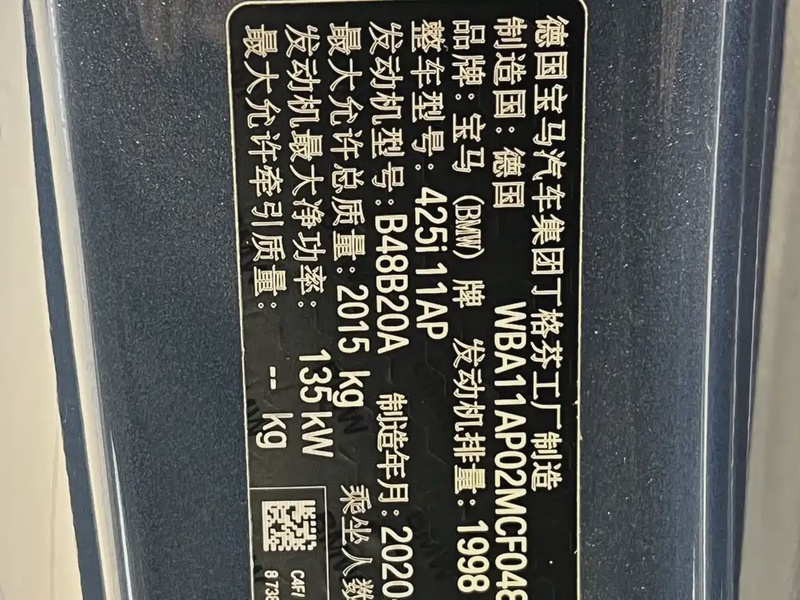 德国宝马汽车集团丁格芬工厂制造
制造国：德国 WBA11AP02MCF048
品牌：宝马 (BMW) 牌 发动机排量：1998
整车型号：425i 11AP
发动机型号：B48B20A 制造年月：2020
最大允许总质量：2015 kg 乘坐人数
发动机最大净功率： 135 kW
最大允许牵引质量： -- kg
C4F/
8 738